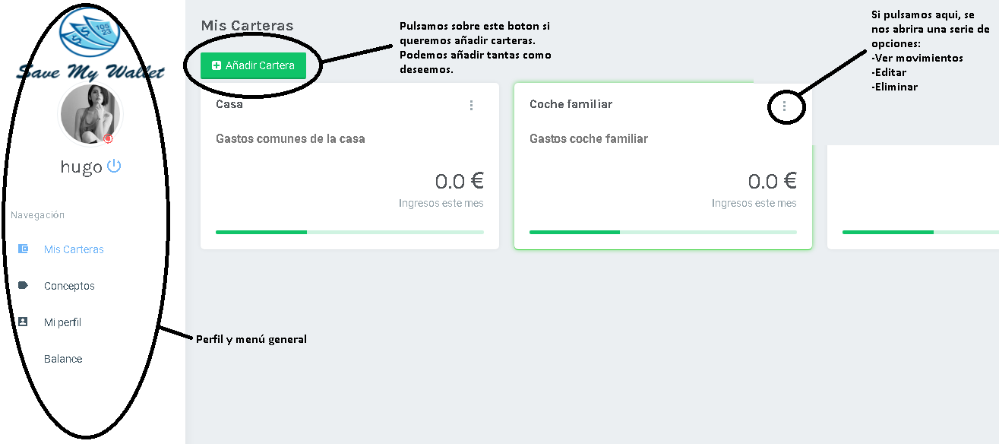 Save My Wallet
hugo
Navegación
Mis Carteras
Conceptos
Mi perfil
Balance
Perfil y menú general
Mis Carteras
Añadir Cartera
Pulsamos sobre este boton si
queremos añadir carteras.
Podemos añadir tantas como
deseemos.
Si pulsamos aqui, se
nos abrira una serie de
opciones:
-Ver movimientos
-Editar
-Eliminar
Casa
Gastos comunes de la casa
0.0 €
Ingresos este mes
Coche familiar
Gastos coche familiar
0.0 €
Ingresos este mes